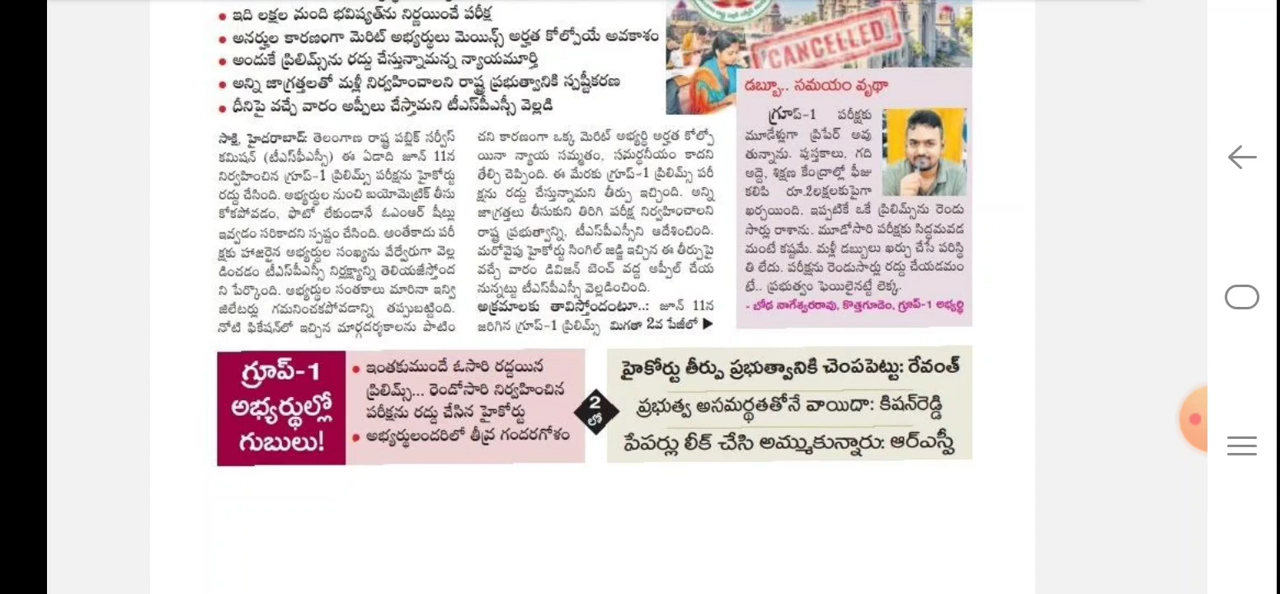 • ఇది లక్షల మంది భవిష్యత్‌ను నిర్ణయించే పరీక్ష
• అనర్హుల కారణంగా మెరిట్ అభ్యర్థులు మెయిన్స్ అర్హత కోల్పోయే అవకాశం
• అందుకే ప్రిలిమ్స్‌ను రద్దు చేస్తున్నామన్న న్యాయమూర్తి
• అన్ని జాగ్రత్తలతో మళ్లీ నిర్వహించాలని రాష్ట్ర ప్రభుత్వానికి స్పష్టీకరణ
• దీనిపై వచ్చే వారం అప్పీలు చేస్తామని టీఎస్‌పీఎస్సీ వెల్లడి
CANCELLED
సాక్షి, హైదరాబాద్: తెలంగాణ రాష్ట్ర పబ్లిక్ సర్వీస్
కమిషన్ (టీఎస్‌పీఎస్సీ) ఈ ఏడాది జూన్ 11న
నిర్వహించిన గ్రూప్-1 ప్రిలిమ్స్ పరీక్షను హైకోర్టు
రద్దు చేసింది. అభ్యర్థుల నుంచి బయోమెట్రిక్ తీసు
కోకపోవడం, ఫొటో లేకుండానే ఓఎంఆర్ షీట్లు
ఇవ్వడం సరికాదని స్పష్టం చేసింది. అంతేకాదు పరీ
క్షకు హాజరైన అభ్యర్థుల సంఖ్యను వేర్వేరుగా వెల్ల
డించడం టీఎస్‌పీఎస్సీ నిర్లక్ష్యాన్ని తెలియజేస్తోంద
ని పేర్కొంది. అభ్యర్థుల సంతకాలు మారినా ఇన్వి
జిలేటర్లు గమనించకపోవడాన్ని తప్పుబట్టింది.
నోటి ఫికేషన్‌లో ఇచ్చిన మార్గదర్శకాలను పాటిం
చని కారణంగా ఒక్క మెరిట్ అభ్యర్థి అర్హత కోల్పో
యినా న్యాయ సమ్మతం, సమర్థనీయం కాదని
తేల్చి చెప్పింది. ఈ మేరకు గ్రూప్-1 ప్రిలిమ్స్ పరీ
క్షను రద్దు చేస్తున్నామని తీర్పు ఇచ్చింది. అన్ని
జాగ్రత్తలు తీసుకుని తిరిగి పరీక్ష నిర్వహించాలని
రాష్ట్ర ప్రభుత్వాన్ని, టీఎస్‌పీఎస్సీని ఆదేశించింది.
మరోవైపు హైకోర్టు సింగిల్ జడ్జి ఇచ్చిన ఈ తీర్పుపై
వచ్చే వారం డివిజన్ బెంచ్ వద్ద అప్పీల్ చేయ
నున్నట్టు టీఎస్‌పీఎస్సీ వెల్లడించింది.
అక్రమాలకు తావిస్తోందంటూ..: జూన్ 11న
జరిగిన గ్రూప్-1 ప్రిలిమ్స్ మిగతా 2వ పేజీలో ▶
డబ్బూ.. సమయం వృథా
గ్రూప్-1 పరీక్షకు
మూడేళ్లుగా ప్రిపేర్ అవు
తున్నాను. పుస్తకాలు, గది
అద్దె, శిక్షణ కేంద్రాల్లో ఫీజు
కలిపి రూ.2లక్షలకుపైగా
ఖర్చయింది. ఇప్పటికే ఒకే ప్రిలిమ్స్‌ను రెండు
సార్లు రాశాను. మూడోసారి పరీక్షకు సిద్ధమవడ
మంటే కష్టమే. మళ్లీ డబ్బులు ఖర్చు చేసే పరిస్థి
తి లేదు. పరీక్షను రెండుసార్లు రద్దు చేయడమం
టే.. ప్రభుత్వం ఫెయిలైనట్టే లెక్క.
- బోధ నాగేశ్వరరావు, కొత్తగూడెం, గ్రూప్-1 అభ్యర్థి
గ్రూప్-1
అభ్యర్థుల్లో
గుబులు!
• ఇంతకుముందే ఓసారి రద్దయిన
ప్రిలిమ్స్... రెండోసారి నిర్వహించిన
పరీక్షను రద్దు చేసిన హైకోర్టు
• అభ్యర్థులందరిలో తీవ్ర గందరగోళం
2
లో
హైకోర్టు తీర్పు ప్రభుత్వానికి చెంపపెట్టు: రేవంత్
ప్రభుత్వ అసమర్థతతోనే వాయిదా: కిషన్‌రెడ్డి
పేపర్లు లీక్ చేసి అమ్ముకున్నారు: ఆర్‌ఎస్పీ